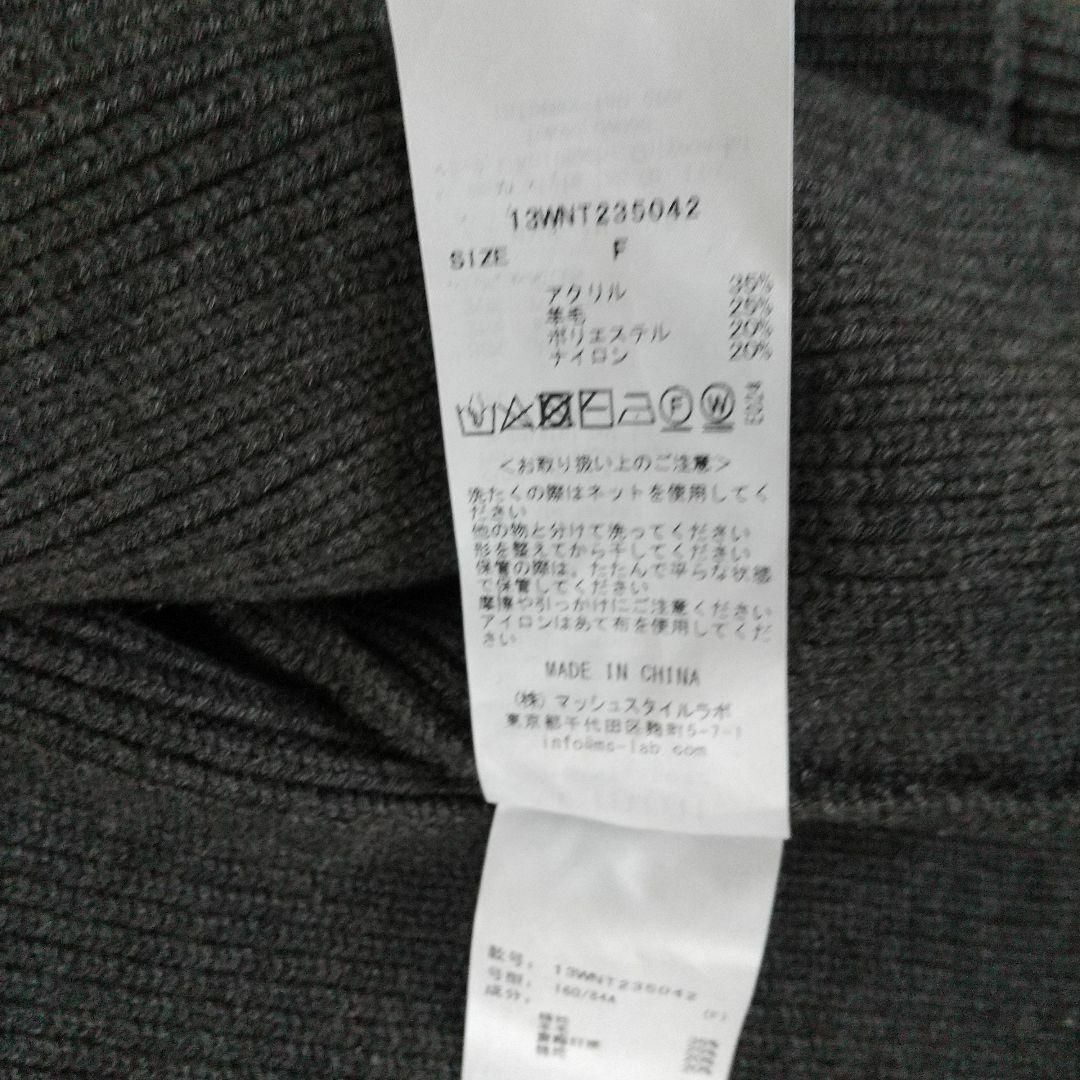 13WNT235042
SIZE F
アクリル 35%
羊毛 25%
ポリエステル 20%
ナイロン 20%
F W
<お取り扱い上のご注意>
洗たくの際はネットを使用してく
ださい
他の物と分けて洗ってください
形を整えてから干してください
保管の際は、たたんで平らな状態
で保管してください
摩擦や引っかけにご注意ください
アイロンはあて布を使用してくだ
さい
MADE IN CHINA
(株)マッシュスタイルラボ
東京都千代田区麹町5-7-1
info@ms-lab.com
款号: 13WNT235042
号型: 160/84A (F)
成分: